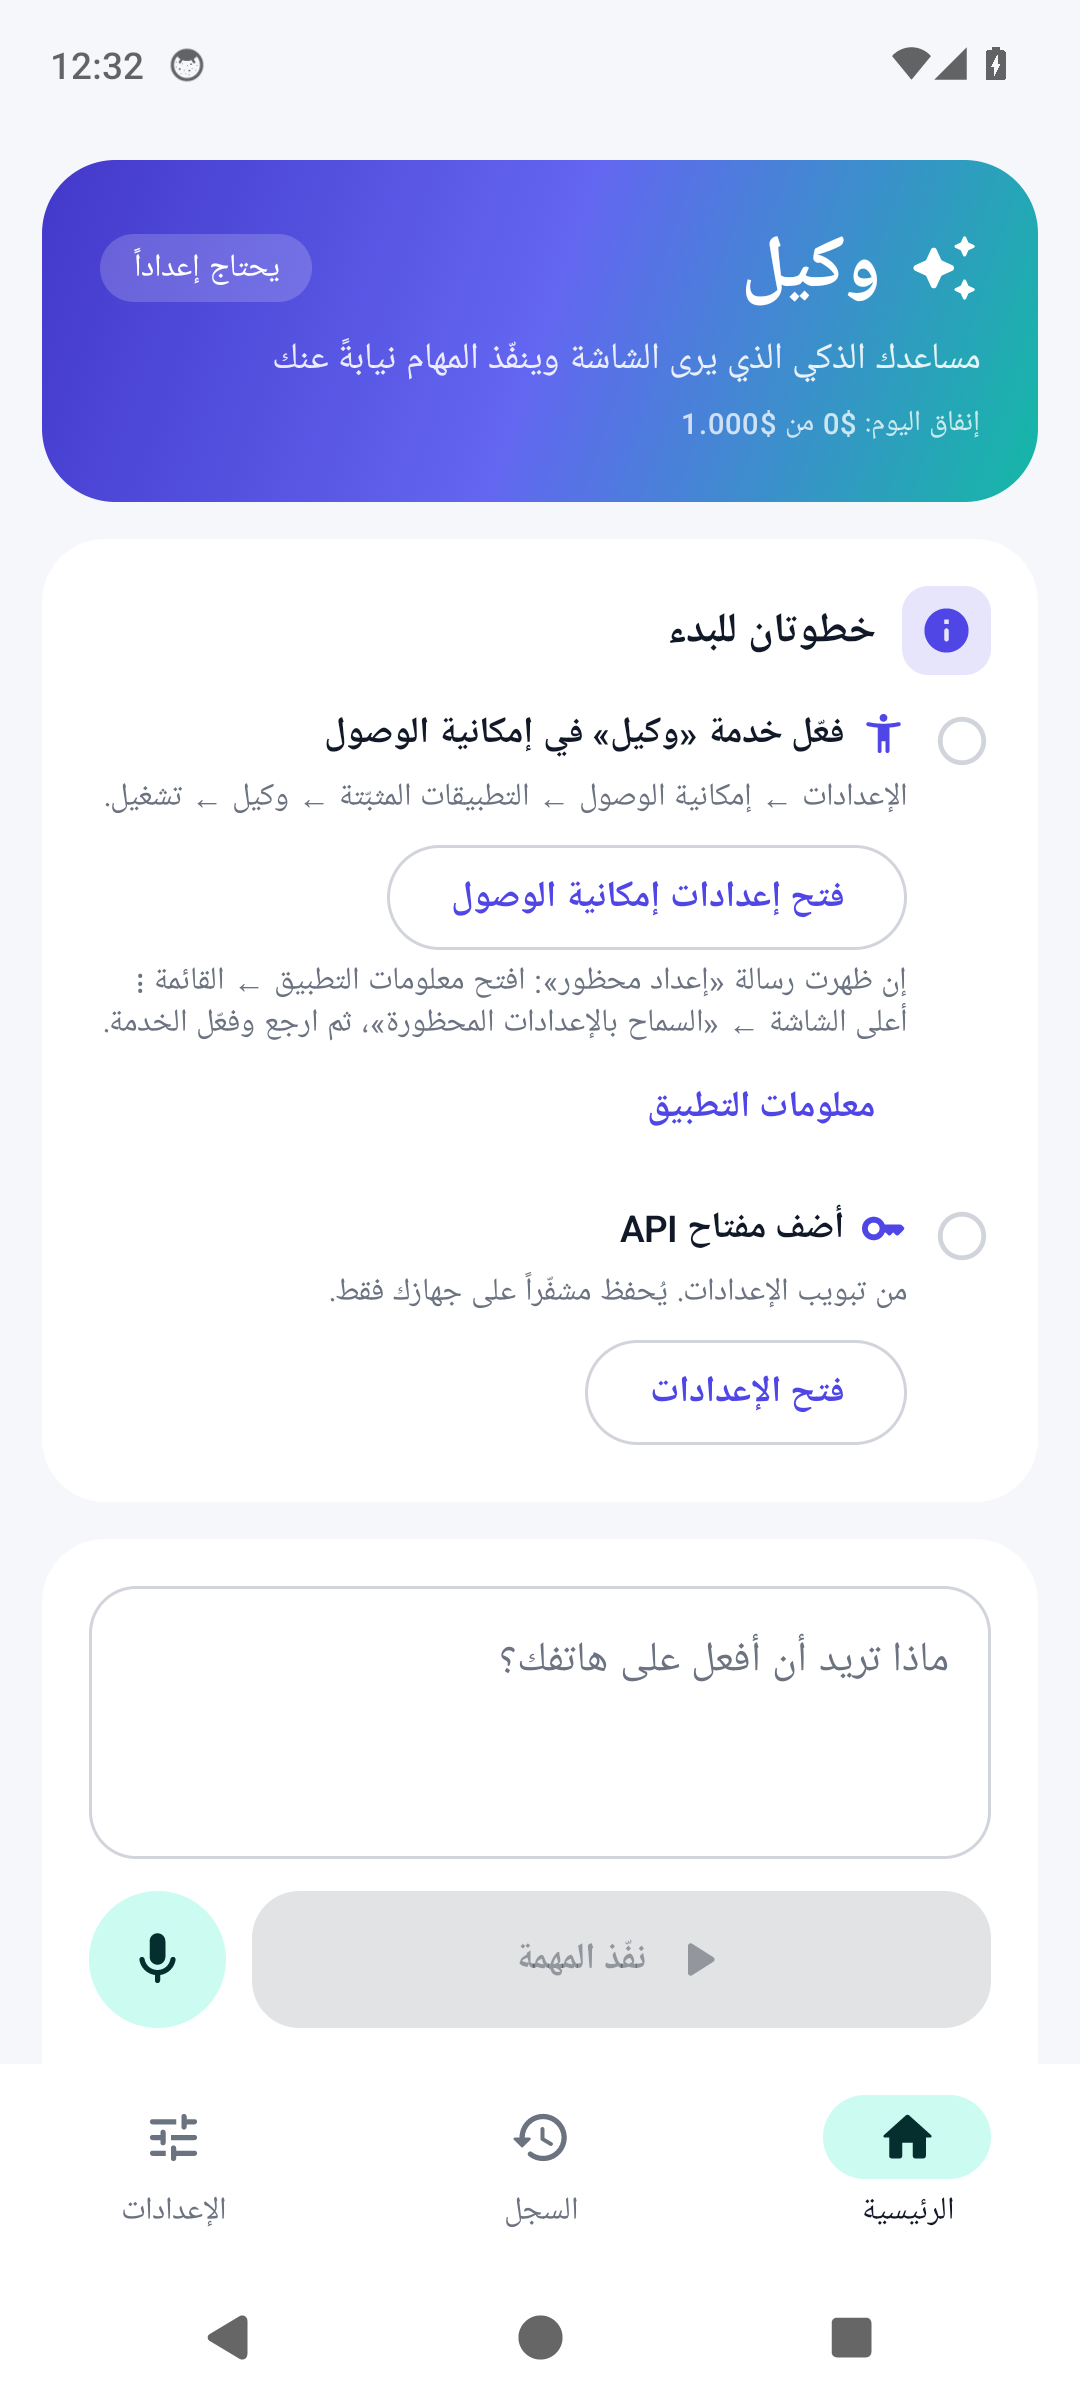 12:32
وكيل
يحتاج إعداداً
مساعدك الذكي الذي يرى الشاشة وينفّذ المهام نيابةً عنك
إنفاق اليوم: $0 من $1.000
خطوتان للبدء
فعّل خدمة «وكيل» في إمكانية الوصول
الإعدادات ← إمكانية الوصول ← التطبيقات المثبّتة ← وكيل ← تشغيل.
فتح إعدادات إمكانية الوصول
إن ظهرت رسالة «إعداد محظور»: افتح معلومات التطبيق ← القائمة ⋮
أعلى الشاشة ← «السماح بالإعدادات المحظورة»، ثم ارجع وفعّل الخدمة.
معلومات التطبيق
أضف مفتاح API
من تبويب الإعدادات. يُحفظ مشفّراً على جهازك فقط.
فتح الإعدادات
ماذا تريد أن أفعل على هاتفك؟
نفّذ المهمة
الرئيسية
السجل
الإعدادات